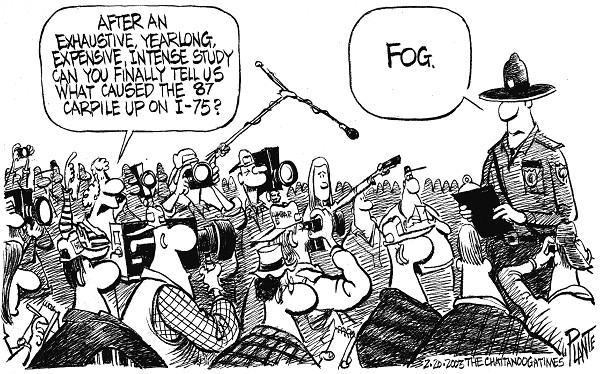 AFTER AN
EXHAUSTIVE, YEARLONG,
EXPENSIVE, INTENSE STUDY
CAN YOU FINALLY TELL US
WHAT CAUSED THE '87
CARPILE UP ON I-75?
FOG.
PLANTE
2.20.2003 THE CHATTANOOGA TIMES